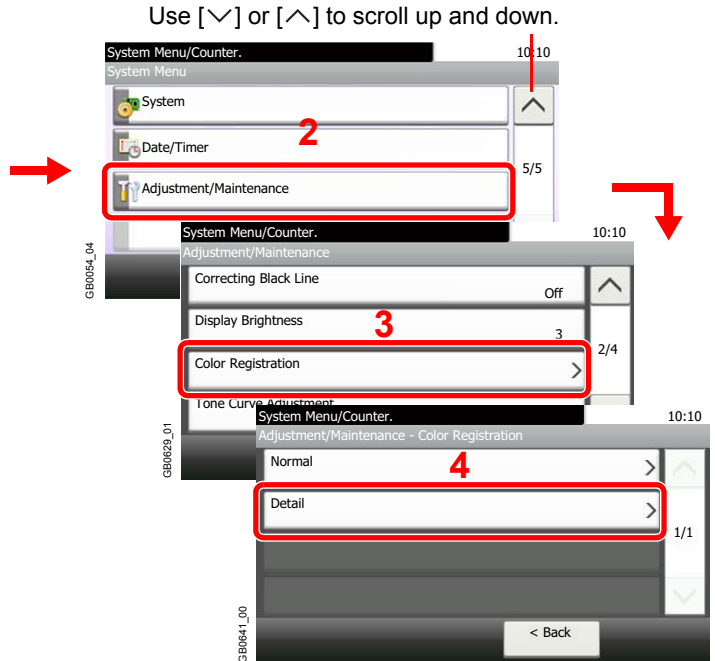 Use [∨] or [∧] to scroll up and down.
System Menu/Counter.
10:10
System Menu
System
2
Date/Timer
5/5
Adjustment/Maintenance
GB0054_04
System Menu/Counter.
10:10
Adjustment/Maintenance
Correcting Black Line
Off
Display Brightness
3
3
2/4
Color Registration
>
Tone Curve Adjustment
GB0629_01
System Menu/Counter.
10:10
Adjustment/Maintenance - Color Registration
Normal
4
>
Detail
>
1/1
< Back
GB0641_00